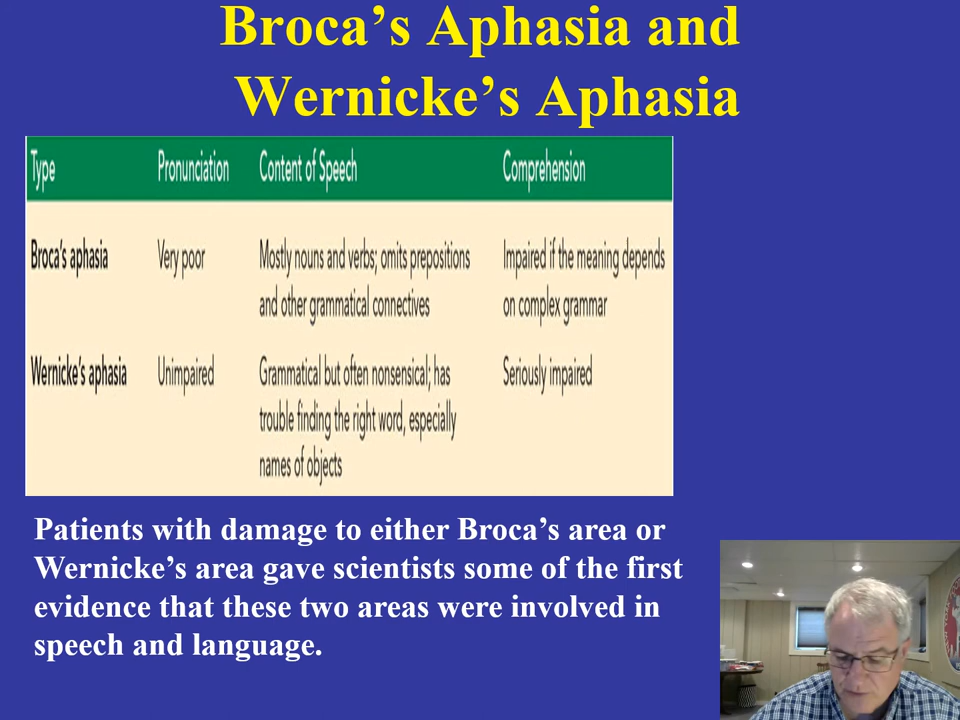 Broca’s Aphasia and
Wernicke’s Aphasia
Type Pronunciation Content of Speech Comprehension
Broca’s aphasia Very poor Mostly nouns and verbs; omits prepositions Impaired if the meaning depends
and other grammatical connectives on complex grammar
Wernicke’s aphasia Unimpaired Grammatical but often nonsensical; has Seriously impaired
trouble finding the right word, especially
names of objects
Patients with damage to either Broca’s area or
Wernicke’s area gave scientists some of the first
evidence that these two areas were involved in
speech and language.